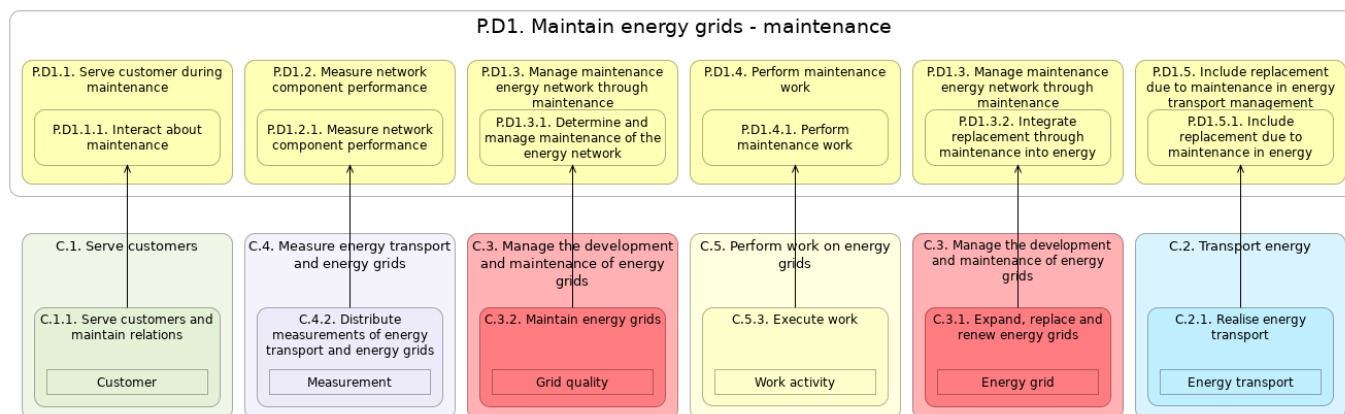 P.D1. Maintain energy grids - maintenance
P.D1.1. Serve customer during
maintenance
P.D1.1.1. Interact about
maintenance
P.D1.2. Measure network
component performance
P.D1.2.1. Measure network
component performance
P.D1.3. Manage maintenance
energy network through
maintenance
P.D1.3.1. Determine and
manage maintenance of the
energy network
P.D1.4. Perform maintenance
work
P.D1.4.1. Perform
maintenance work
P.D1.3. Manage maintenance
energy network through
maintenance
P.D1.3.2. Integrate
replacement through
maintenance into energy
P.D1.5. Include replacement
due to maintenance in energy
transport management
P.D1.5.1. Include
replacement due to
maintenance in energy
C.1. Serve customers
C.1.1. Serve customers and
maintain relations
Customer
C.4. Measure energy transport
and energy grids
C.4.2. Distribute
measurements of energy
transport and energy grids
Measurement
C.3. Manage the development
and maintenance of energy
grids
C.3.2. Maintain energy grids
Grid quality
C.5. Perform work on energy
grids
C.5.3. Execute work
Work activity
C.3. Manage the development
and maintenance of energy
grids
C.3.1. Expand, replace and
renew energy grids
Energy grid
C.2. Transport energy
C.2.1. Realise energy
transport
Energy transport